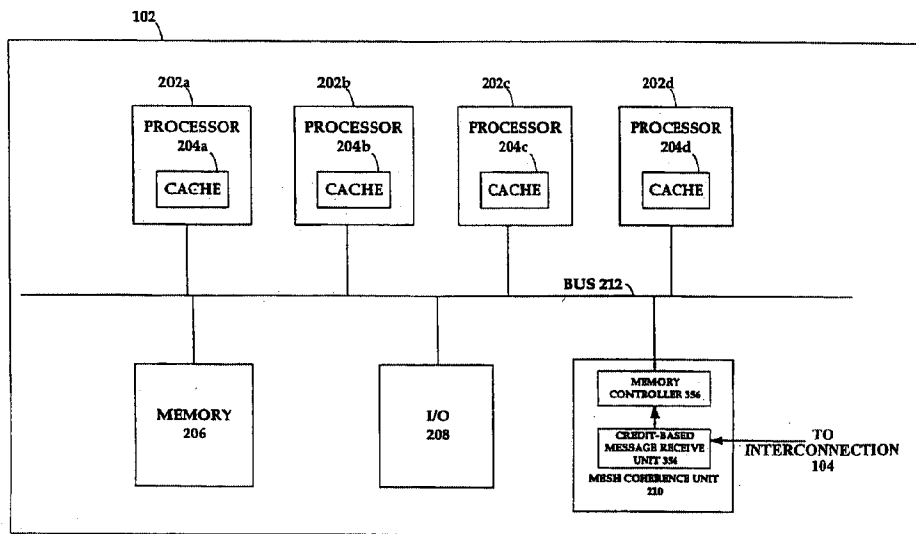 102
202a
202b
202c
202d
PROCESSOR
204a
CACHE
PROCESSOR
204b
CACHE
PROCESSOR
204c
CACHE
PROCESSOR
204d
CACHE
BUS 212
MEMORY
206
I/O
208
MEMORY
CONTROLLER 356
CREDIT-BASED
MESSAGE RECEIVE
UNIT 354
MESH COHERENCE UNIT
210
TO
INTERCONNECTION
104